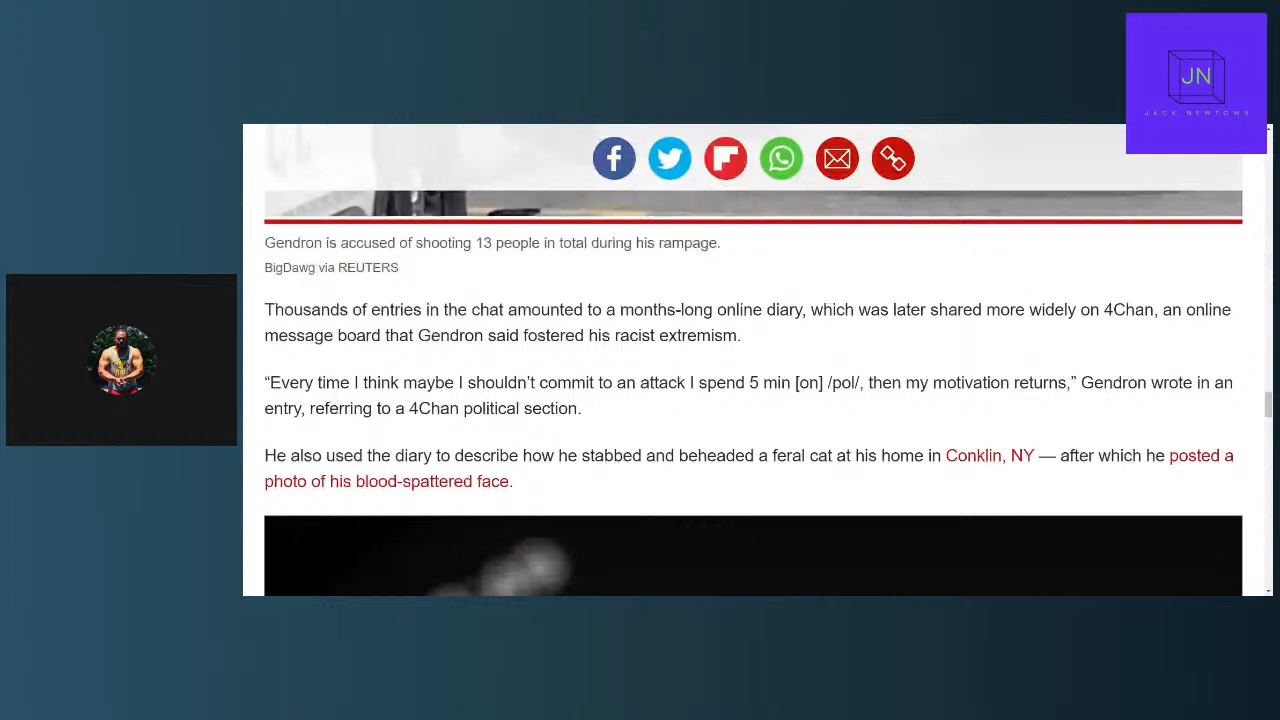 JN
JACK NEWTOWN
Gendron is accused of shooting 13 people in total during his rampage.
BigDawg via REUTERS
Thousands of entries in the chat amounted to a months-long online diary, which was later shared more widely on 4Chan, an online
message board that Gendron said fostered his racist extremism.
“Every time I think maybe I shouldn’t commit to an attack I spend 5 min [on] /pol/, then my motivation returns,” Gendron wrote in an
entry, referring to a 4Chan political section.
He also used the diary to describe how he stabbed and beheaded a feral cat at his home in Conklin, NY — after which he posted a
photo of his blood-spattered face.